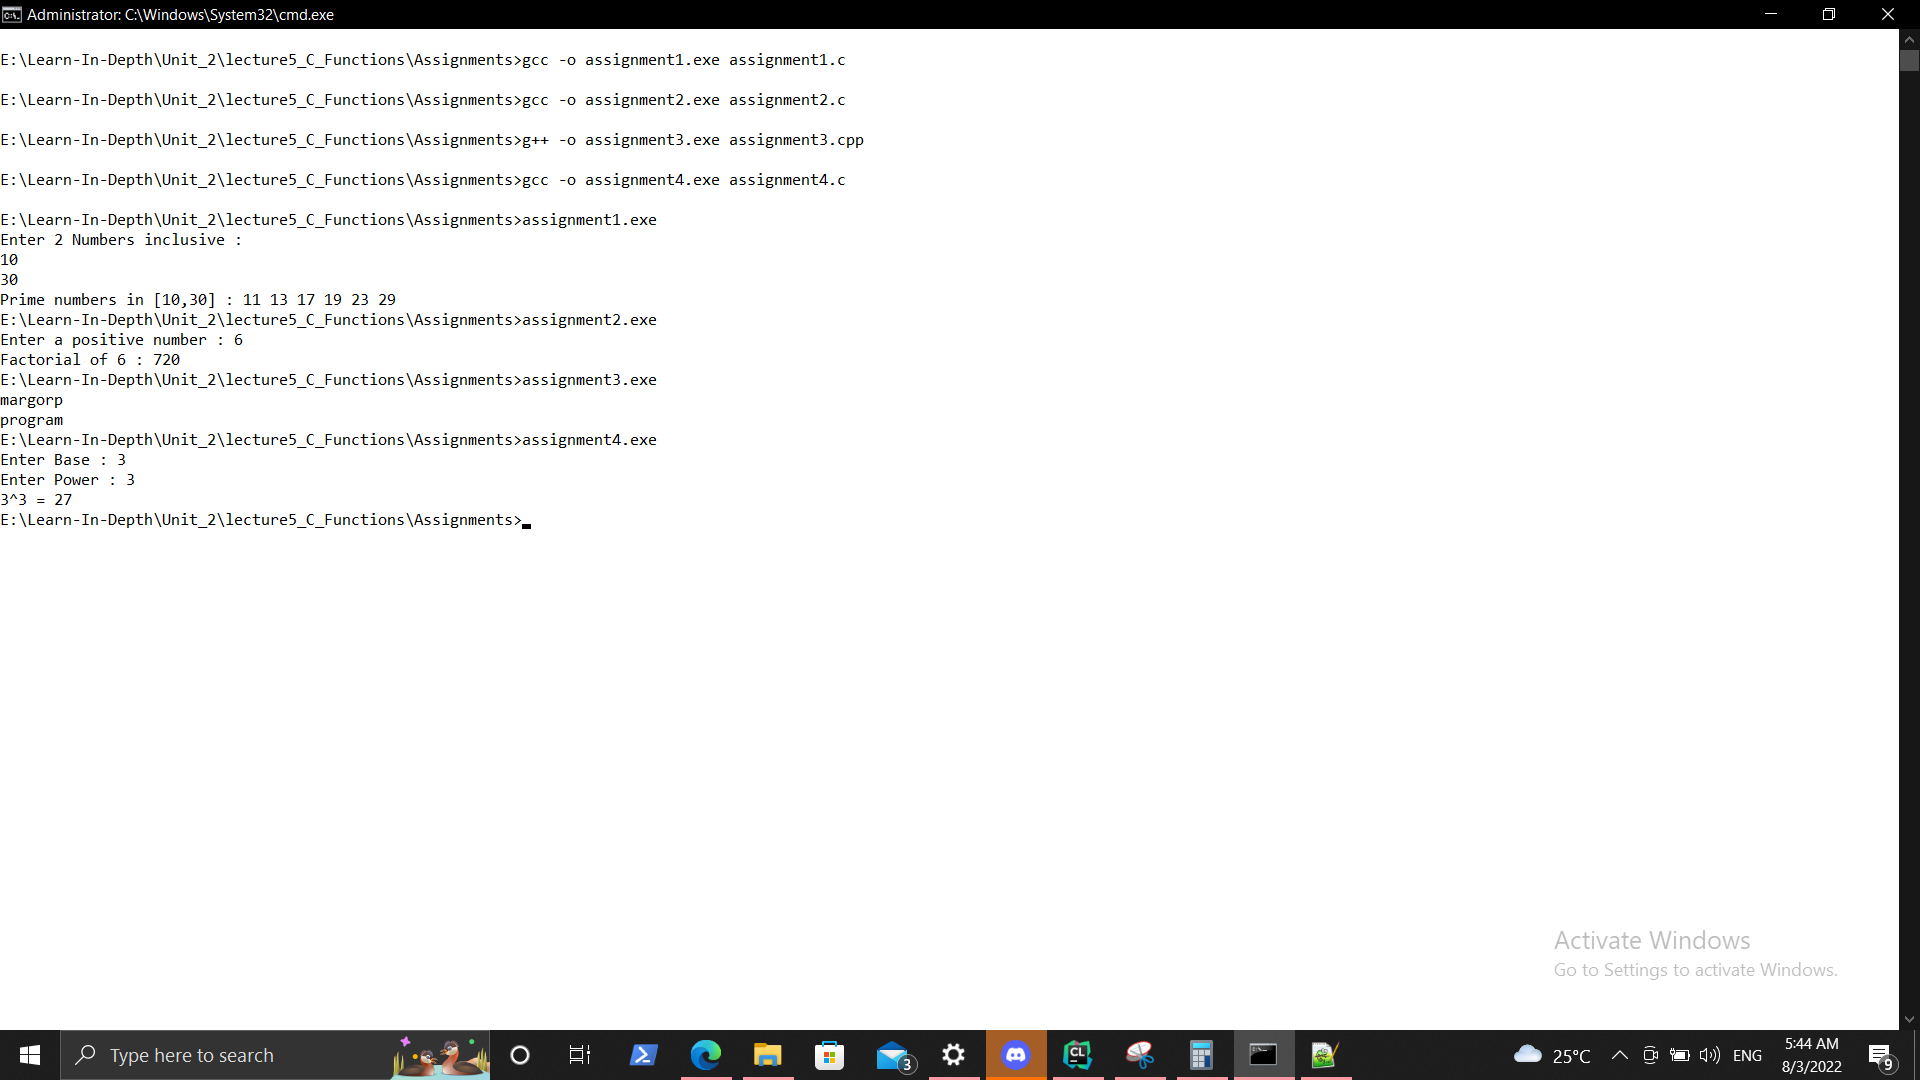 Administrator: C:\Windows\System32\cmd.exe
E:\Learn-In-Depth\Unit_2\lecture5_C_Functions\Assignments>gcc -o assignment1.exe assignment1.c
E:\Learn-In-Depth\Unit_2\lecture5_C_Functions\Assignments>gcc -o assignment2.exe assignment2.c
E:\Learn-In-Depth\Unit_2\lecture5_C_Functions\Assignments>g++ -o assignment3.exe assignment3.cpp
E:\Learn-In-Depth\Unit_2\lecture5_C_Functions\Assignments>gcc -o assignment4.exe assignment4.c
E:\Learn-In-Depth\Unit_2\lecture5_C_Functions\Assignments>assignment1.exe
Enter 2 Numbers inclusive :
10
30
Prime numbers in [10,30] : 11 13 17 19 23 29
E:\Learn-In-Depth\Unit_2\lecture5_C_Functions\Assignments>assignment2.exe
Enter a positive number : 6
Factorial of 6 : 720
E:\Learn-In-Depth\Unit_2\lecture5_C_Functions\Assignments>assignment3.exe
margorp
program
E:\Learn-In-Depth\Unit_2\lecture5_C_Functions\Assignments>assignment4.exe
Enter Base : 3
Enter Power : 3
3^3 = 27
E:\Learn-In-Depth\Unit_2\lecture5_C_Functions\Assignments>
Activate Windows
Go to Settings to activate Windows.
Type here to search
CL
3
25°C
ENG
5:44 AM
8/3/2022
9